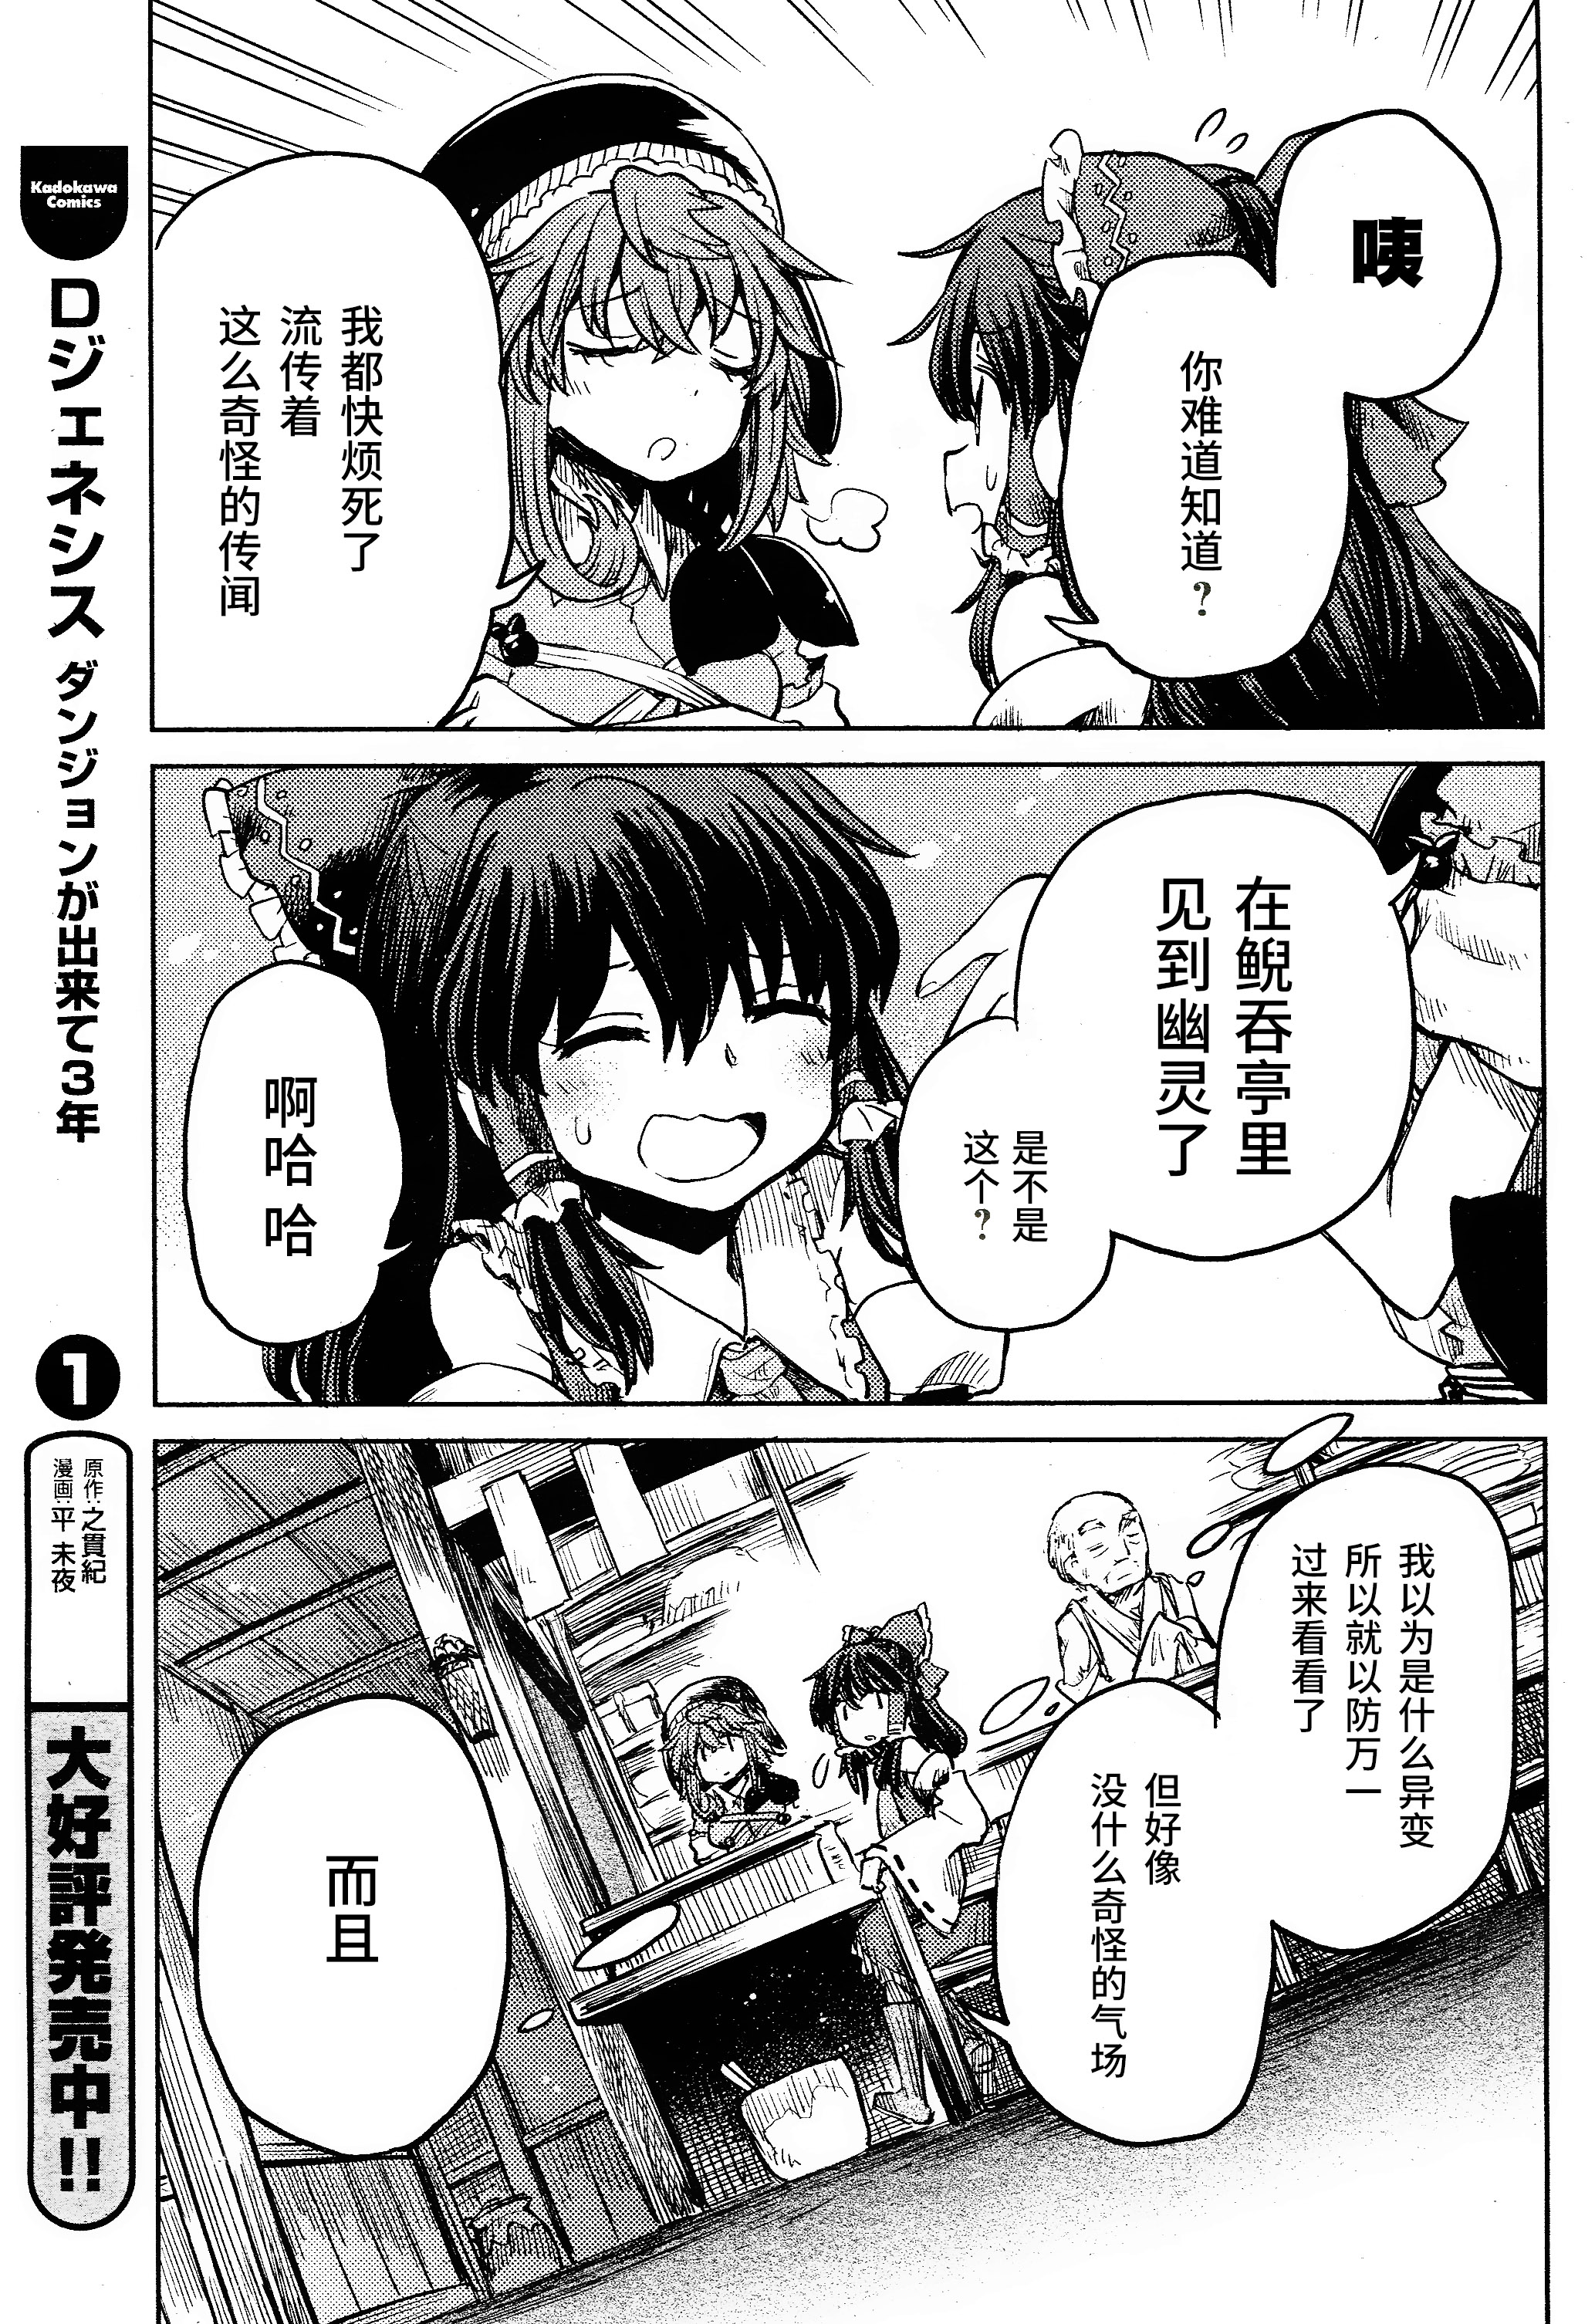 咦
你难道知道？
我都快烦死了
流传着
这么奇怪的传闻
在鲵吞亭里
见到幽灵了
是不是
这个？
啊哈哈
我以为是什么异变
所以就以防万一
过来看看了
但好像
没什么奇怪的气场
而且
Kadokawa
Comics
Dジェネシス ダンジョンが出来て3年
1
原作:之貫紀
漫画:平 未夜
大好評発売中!!